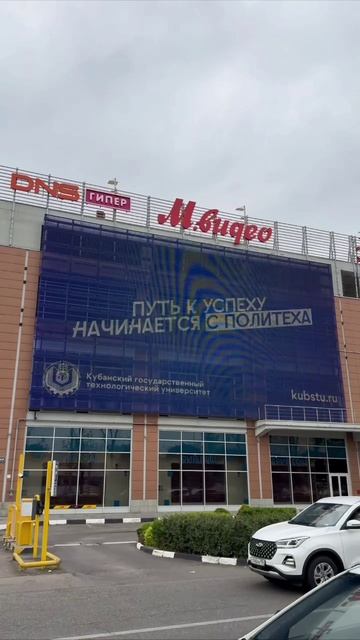 DNS
ГИПЕР
М.видео
ПУТЬ К УСПЕХУ
НАЧИНАЕТСЯ С ПОЛИТЕХА
Кубанский государственный
технологический университет
kubstu.ru